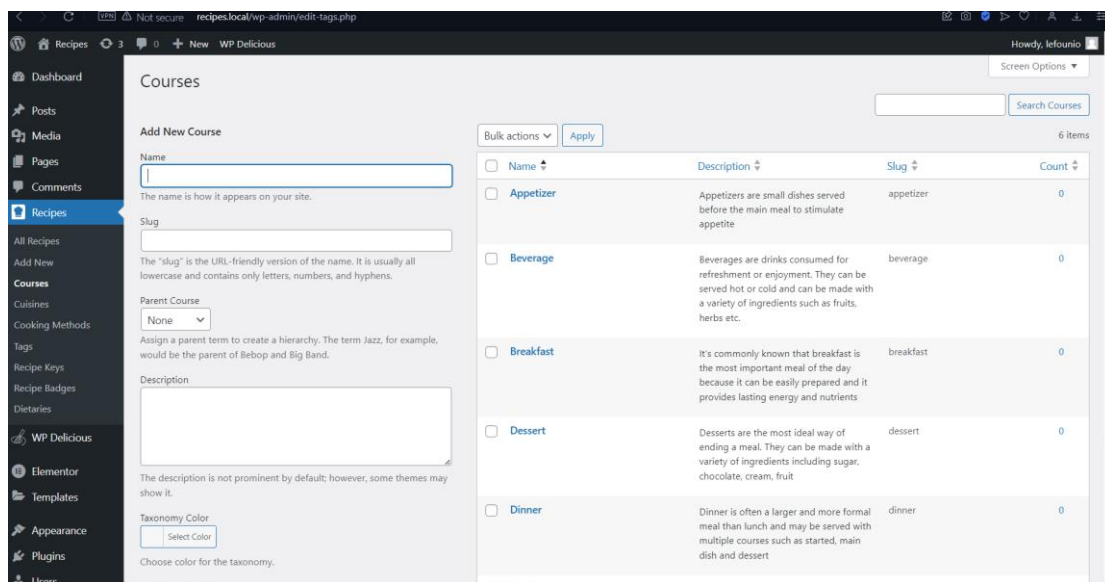 VPN Not secure recipes.local/wp-admin/edit-tags.php
Recipes 3 0 + New WP Delicious Howdy, lefounio
Screen Options ▼
Dashboard
Posts
Media
Pages
Comments
Recipes
All Recipes
Add New
Courses
Cuisines
Cooking Methods
Tags
Recipe Keys
Recipe Badges
Dietaries
WP Delicious
Elementor
Templates
Appearance
Plugins
Users
Courses
Search Courses
Add New Course
Name
The name is how it appears on your site.
Slug
The "slug" is the URL-friendly version of the name. It is usually all
lowercase and contains only letters, numbers, and hyphens.
Parent Course
None
Assign a parent term to create a hierarchy. The term Jazz, for example,
would be the parent of Bebop and Big Band.
Description
The description is not prominent by default; however, some themes may
show it.
Taxonomy Color
Select Color
Choose color for the taxonomy.
Bulk actions Apply 6 items
Name Description Slug Count
Appetizer Appetizers are small dishes served appetizer 0
before the main meal to stimulate
appetite
Beverage Beverages are drinks consumed for beverage 0
refreshment or enjoyment. They can be
served hot or cold and can be made with
a variety of ingredients such as fruits,
herbs etc.
Breakfast It's commonly known that breakfast is breakfast 0
the most important meal of the day
because it can be easily prepared and it
provides lasting energy and nutrients
Dessert Desserts are the most ideal way of dessert 0
ending a meal. They can be made with a
variety of ingredients including sugar,
chocolate, cream, fruit
Dinner Dinner is often a larger and more formal dinner 0
meal than lunch and may be served with
multiple courses such as started, main
dish and dessert